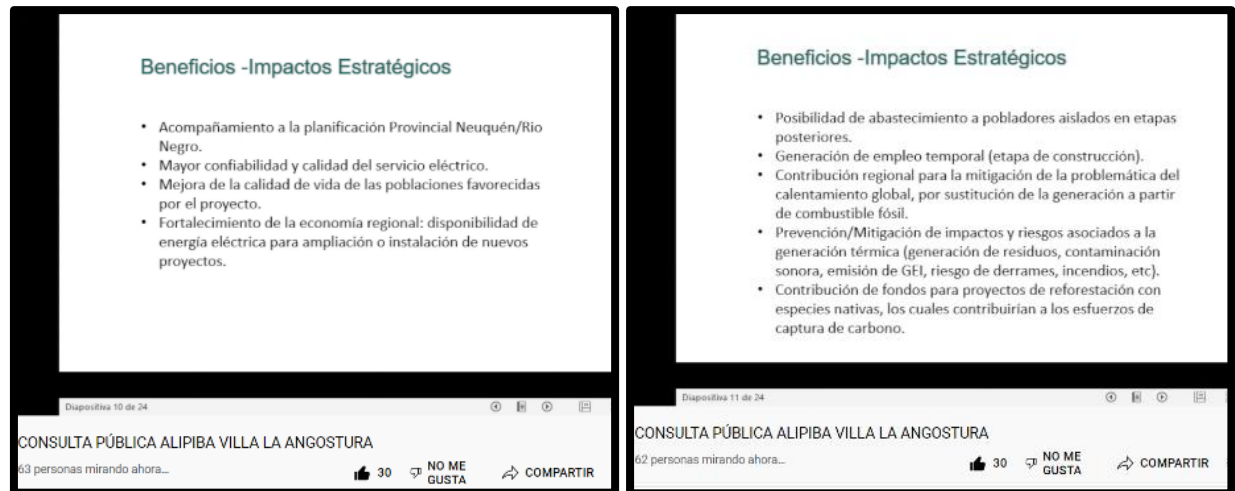 Beneficios -Impactos Estratégicos
• Acompañamiento a la planificación Provincial Neuquén/Rio
Negro.
• Mayor confiabilidad y calidad del servicio eléctrico.
• Mejora de la calidad de vida de las poblaciones favorecidas
por el proyecto.
• Fortalecimiento de la economía regional: disponibilidad de
energía eléctrica para ampliación o instalación de nuevos
proyectos.
Diapositiva 10 de 24
CONSULTA PÚBLICA ALIPIBA VILLA LA ANGOSTURA
63 personas mirando ahora...
30
NO ME
GUSTA
COMPARTIR
Beneficios -Impactos Estratégicos
• Posibilidad de abastecimiento a pobladores aislados en etapas
posteriores.
• Generación de empleo temporal (etapa de construcción).
• Contribución regional para la mitigación de la problemática del
calentamiento global, por sustitución de la generación a partir
de combustible fósil.
• Prevención/Mitigación de impactos y riesgos asociados a la
generación térmica (generación de residuos, contaminación
sonora, emisión de GEI, riesgo de derrames, incendios, etc).
• Contribución de fondos para proyectos de reforestación con
especies nativas, los cuales contribuirían a los esfuerzos de
captura de carbono.
Diapositiva 11 de 24
CONSULTA PÚBLICA ALIPIBA VILLA LA ANGOSTURA
62 personas mirando ahora...
30
NO ME
GUSTA
COMPARTIR